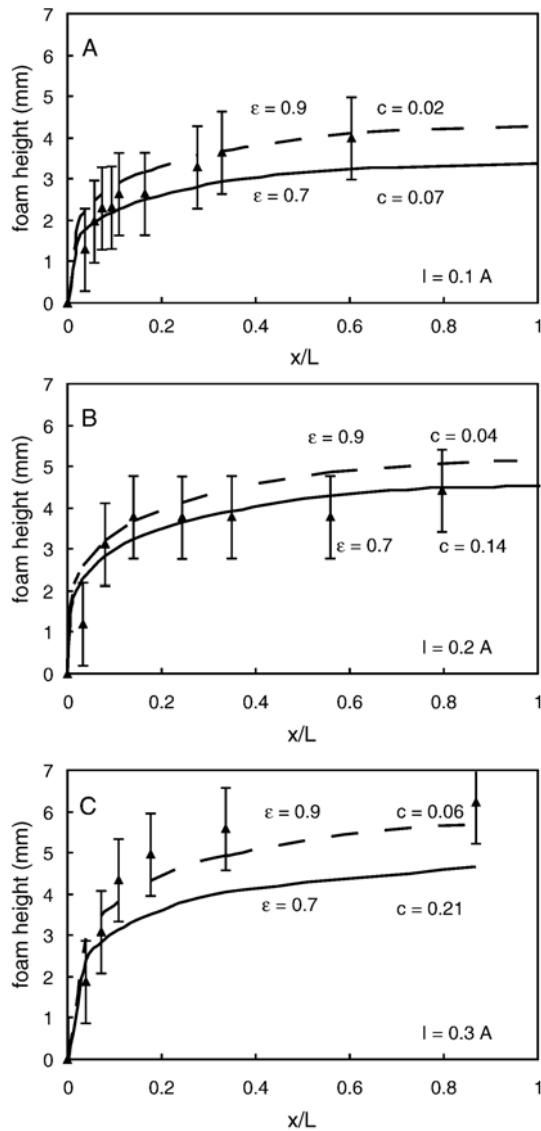 7
A
6
5
ε = 0.9 c = 0.02
4
3
ε = 0.7 c = 0.07
2
1
l = 0.1 A
0
foam height (mm)
0 0.2 0.4 0.6 0.8 1
x/L
7
B
6
ε = 0.9 c = 0.04
5
4
3
ε = 0.7 c = 0.14
2
1
l = 0.2 A
0
foam height (mm)
0 0.2 0.4 0.6 0.8 1
x/L
7
C
6
ε = 0.9 c = 0.06
5
4
ε = 0.7 c = 0.21
3
2
1
l = 0.3 A
0
foam height (mm)
0 0.2 0.4 0.6 0.8 1
x/L